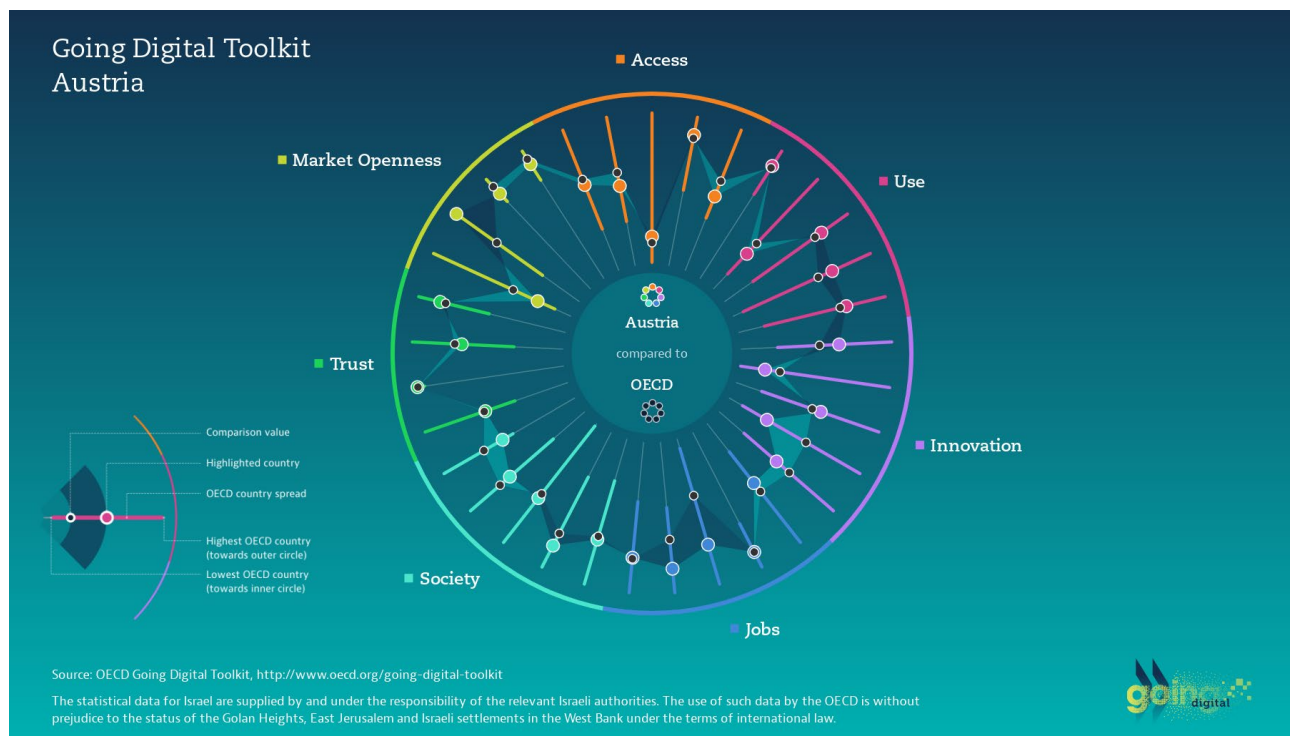 Going Digital Toolkit
Austria
Access
Market Openness
Use
Austria
compared to
OECD
Trust
Innovation
Comparison value
Highlighted country
OECD country spread
Highest OECD country
(towards outer circle)
Lowest OECD country
(towards inner circle)
Society
Jobs
Source: OECD Going Digital Toolkit, http://www.oecd.org/going-digital-toolkit
The statistical data for Israel are supplied by and under the responsibility of the relevant Israeli authorities. The use of such data by the OECD is without
prejudice to the status of the Golan Heights, East Jerusalem and Israeli settlements in the West Bank under the terms of international law.
going
digital